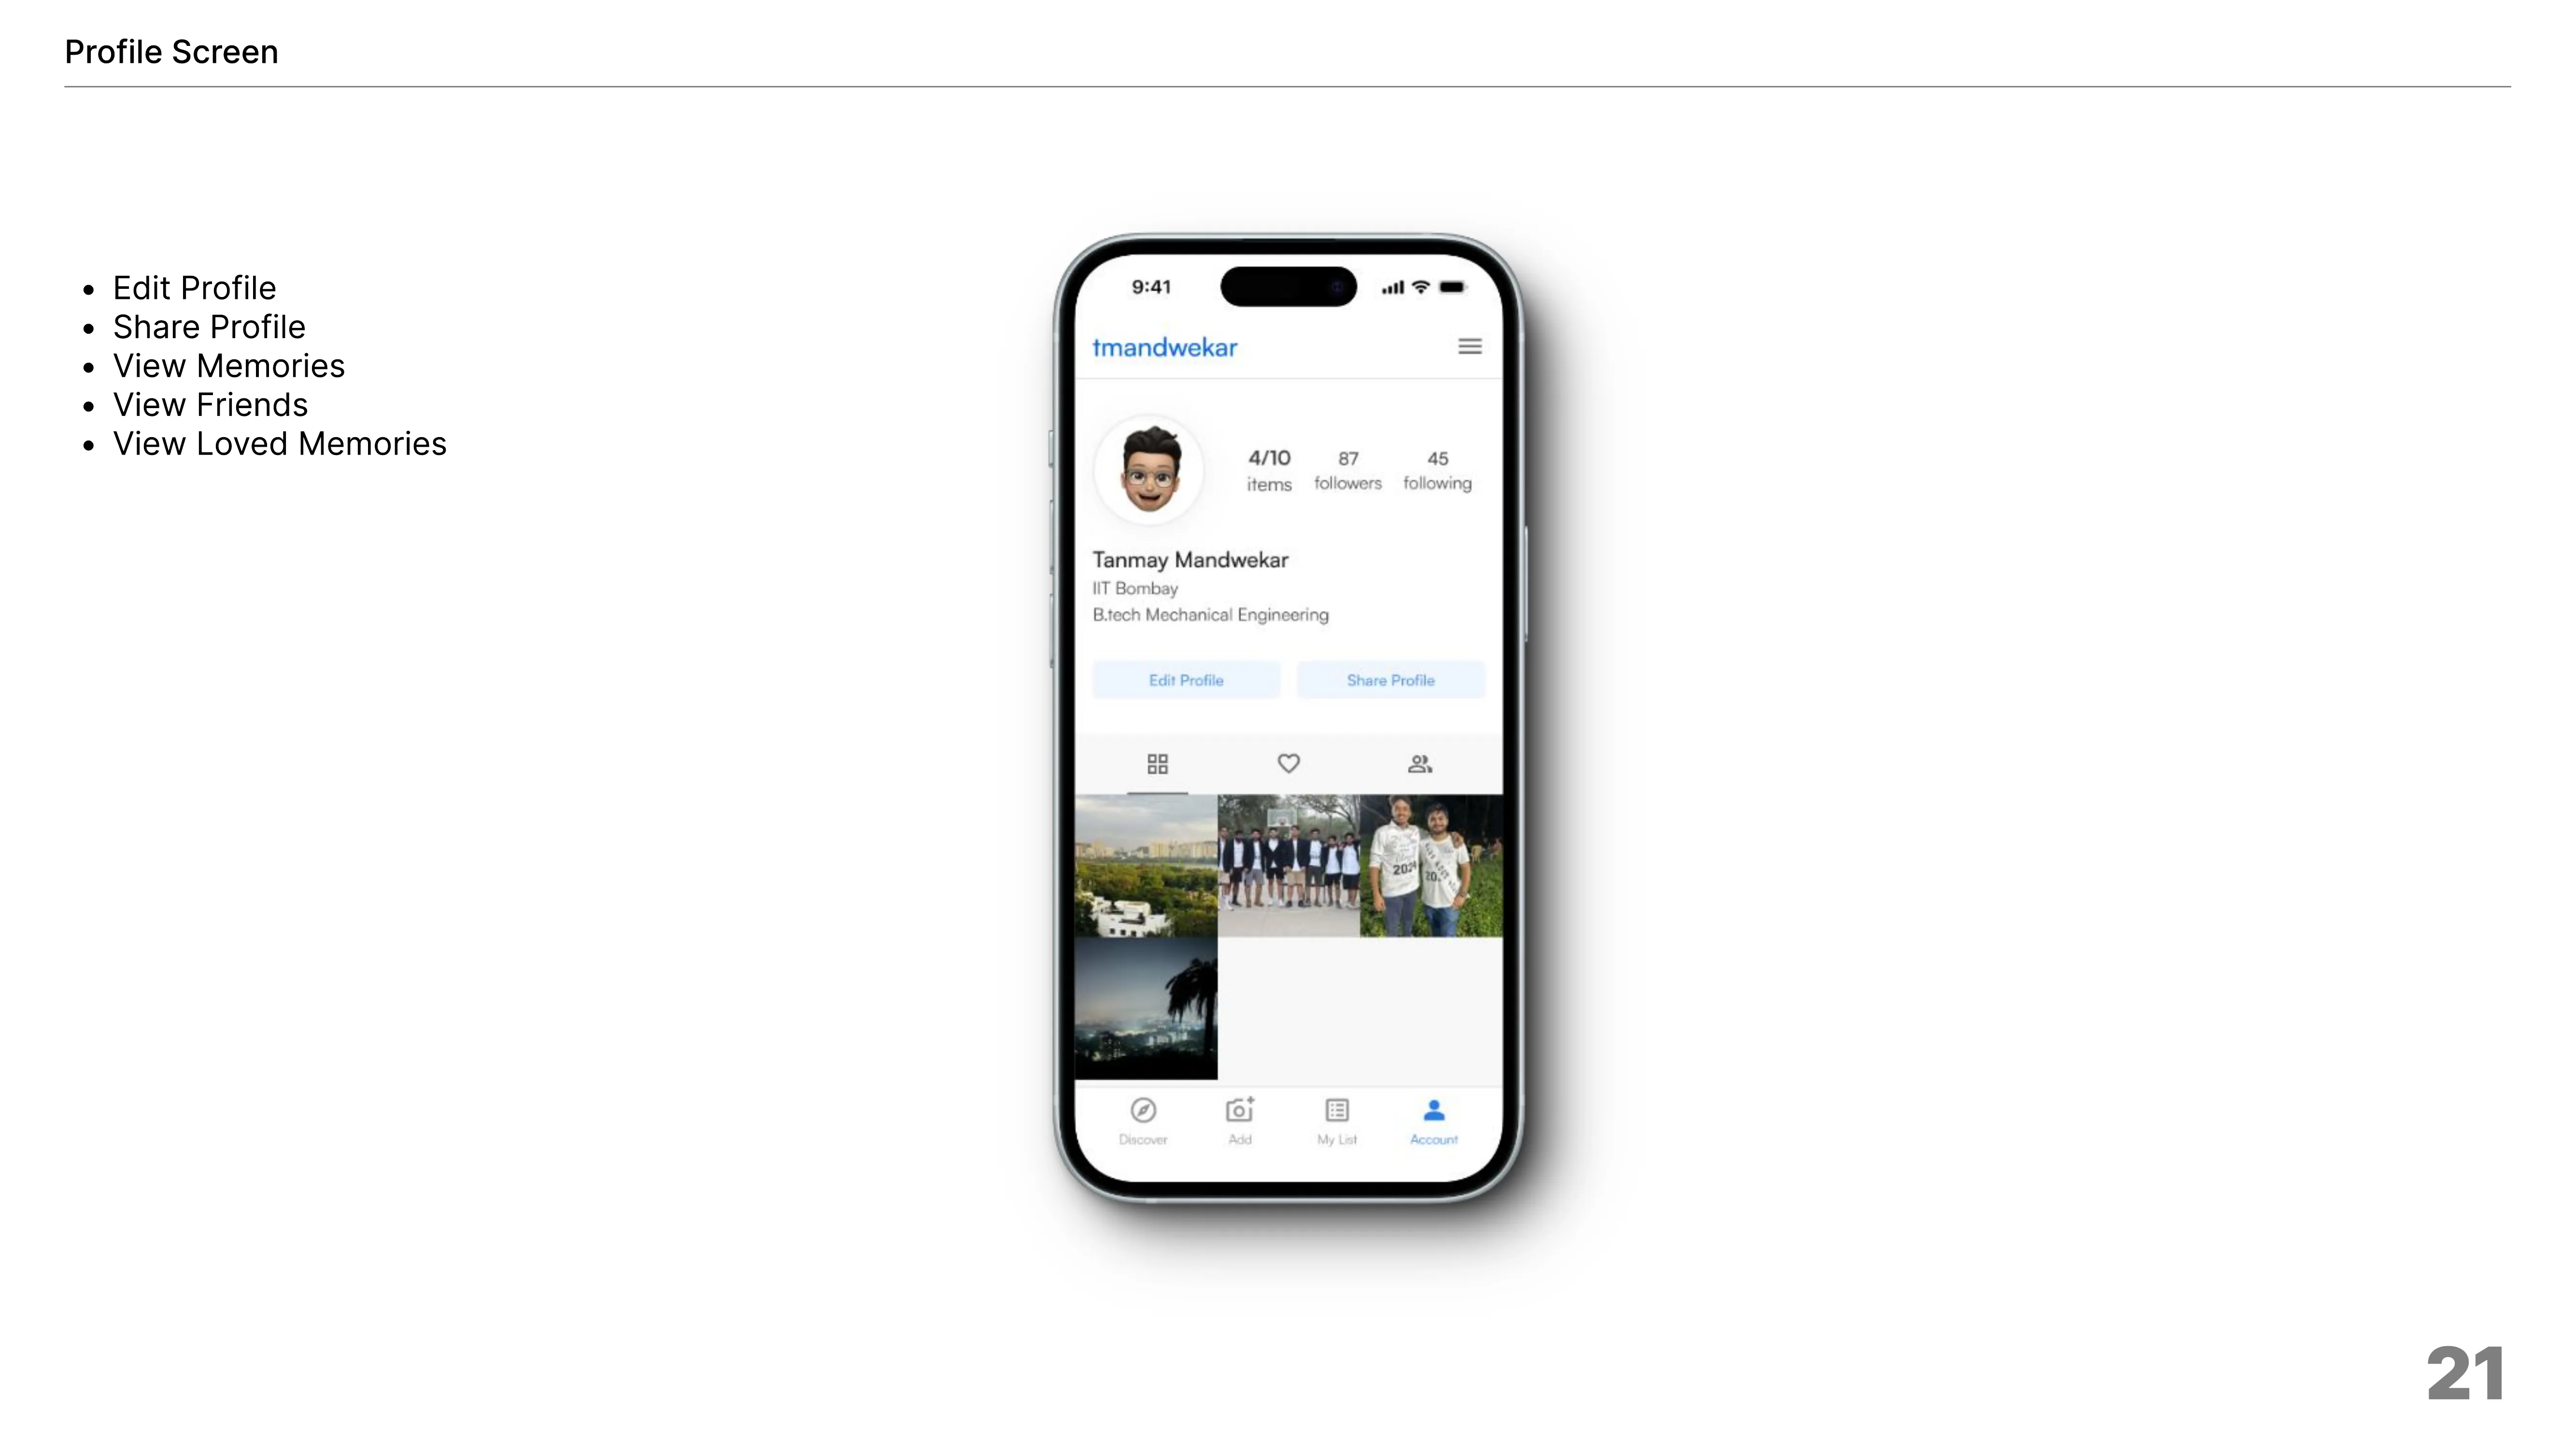 Profile Screen
• Edit Profile
• Share Profile
• View Memories
• View Friends
• View Loved Memories
9:41
tmandwekar
4/10 87 45
items followers following
Tanmay Mandwekar
IIT Bombay
B.tech Mechanical Engineering
Edit Profile Share Profile
2024
20
Discover Add My List Account
21